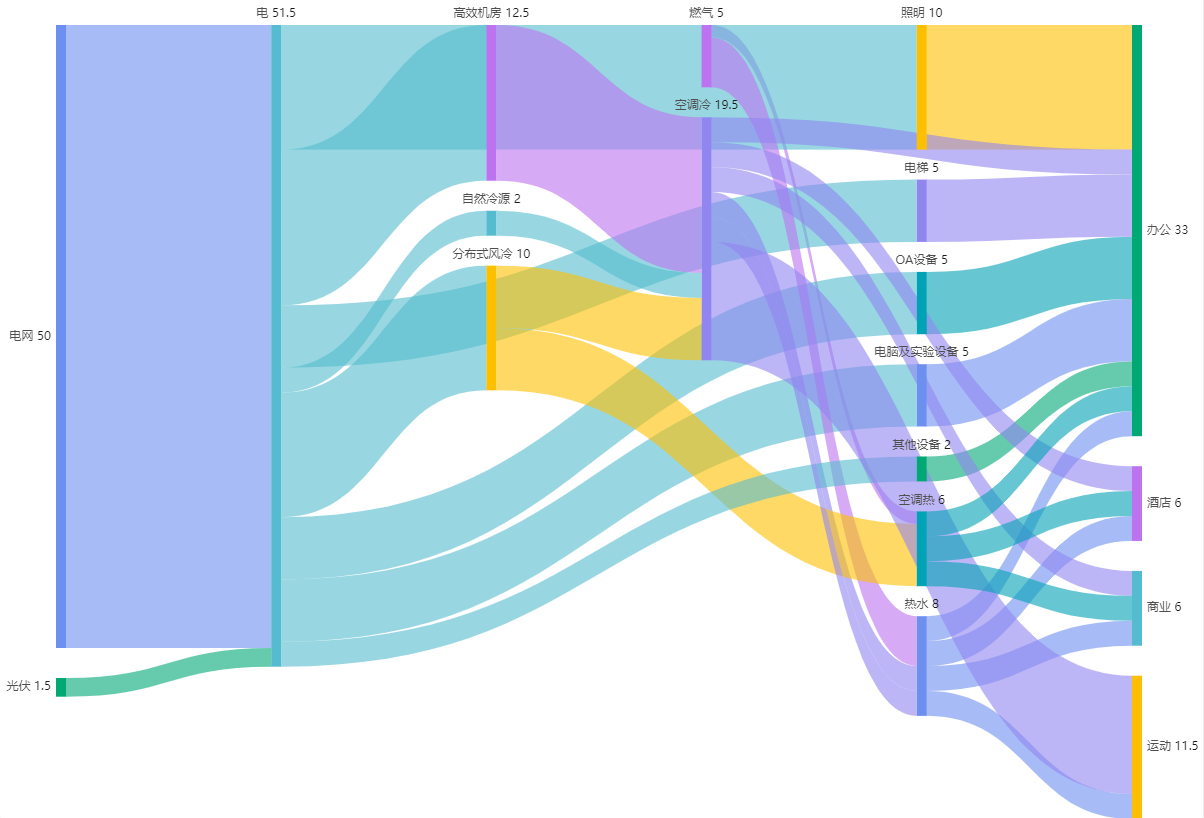 电 51.5
高效机房 12.5
燃气 5
照明 10
空调冷 19.5
电梯 5
自然冷源 2
办公 33
分布式风冷 10
OA设备 5
电网 50
电脑及实验设备 5
其他设备 2
空调热 6
酒店 6
热水 8
商业 6
光伏 1.5
运动 11.5